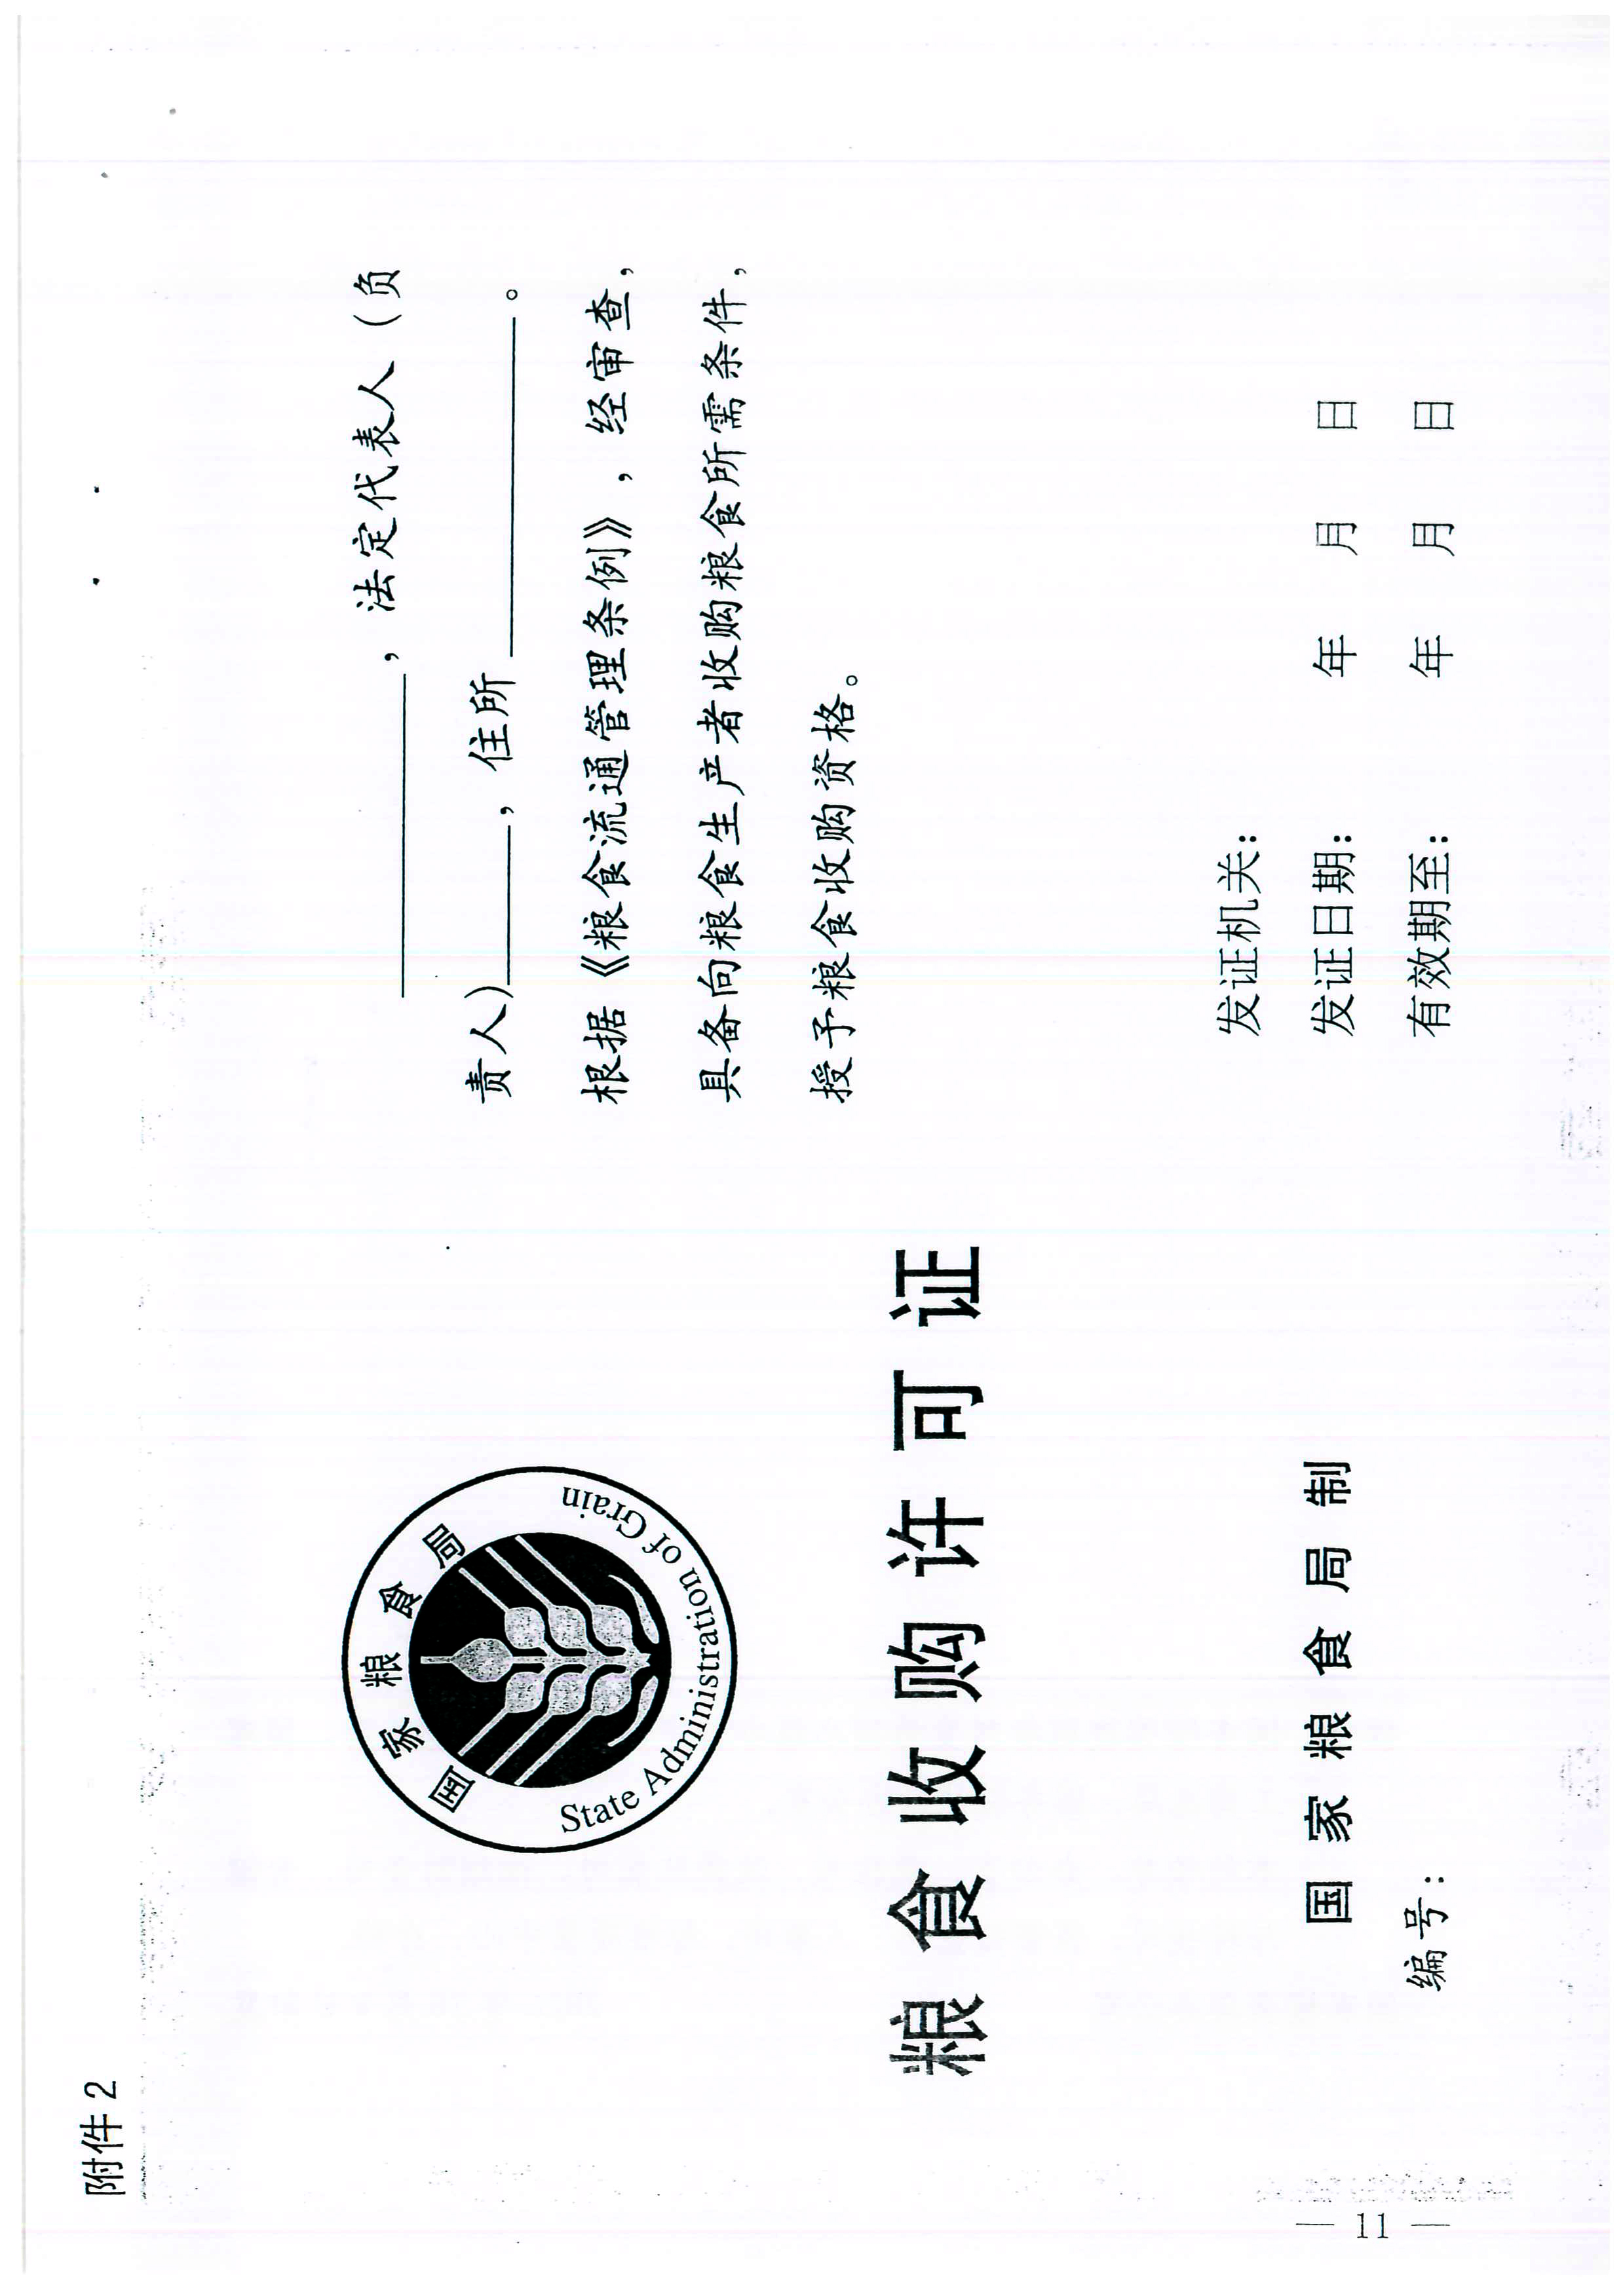 附件 2
国家粮食局
State Administration of Grain
粮食收购许可证
国家粮食局制
编号：
，法定代表人（负
责人），住所。
根据《粮食流通管理条例》，经审查，
具备向粮食生产者收购粮食所需条件，
授予粮食收购资格。
发证机关：
发证日期： 年 月 日
有效期至： 年 月 日
— 11 —